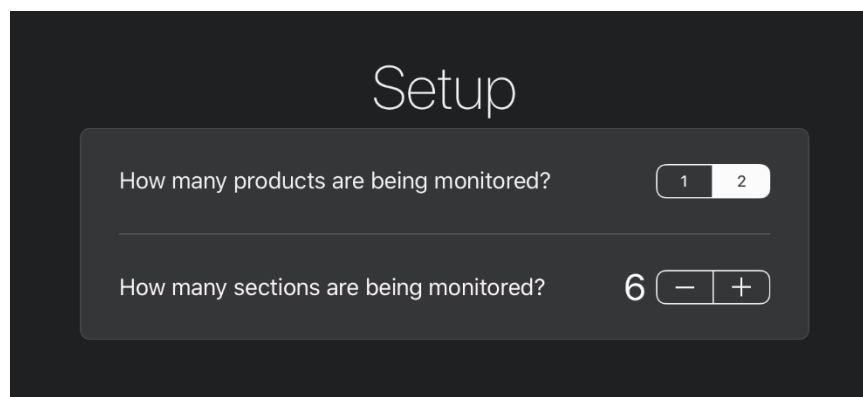 Setup
How many products are being monitored? 1 2
How many sections are being monitored? 6 − +